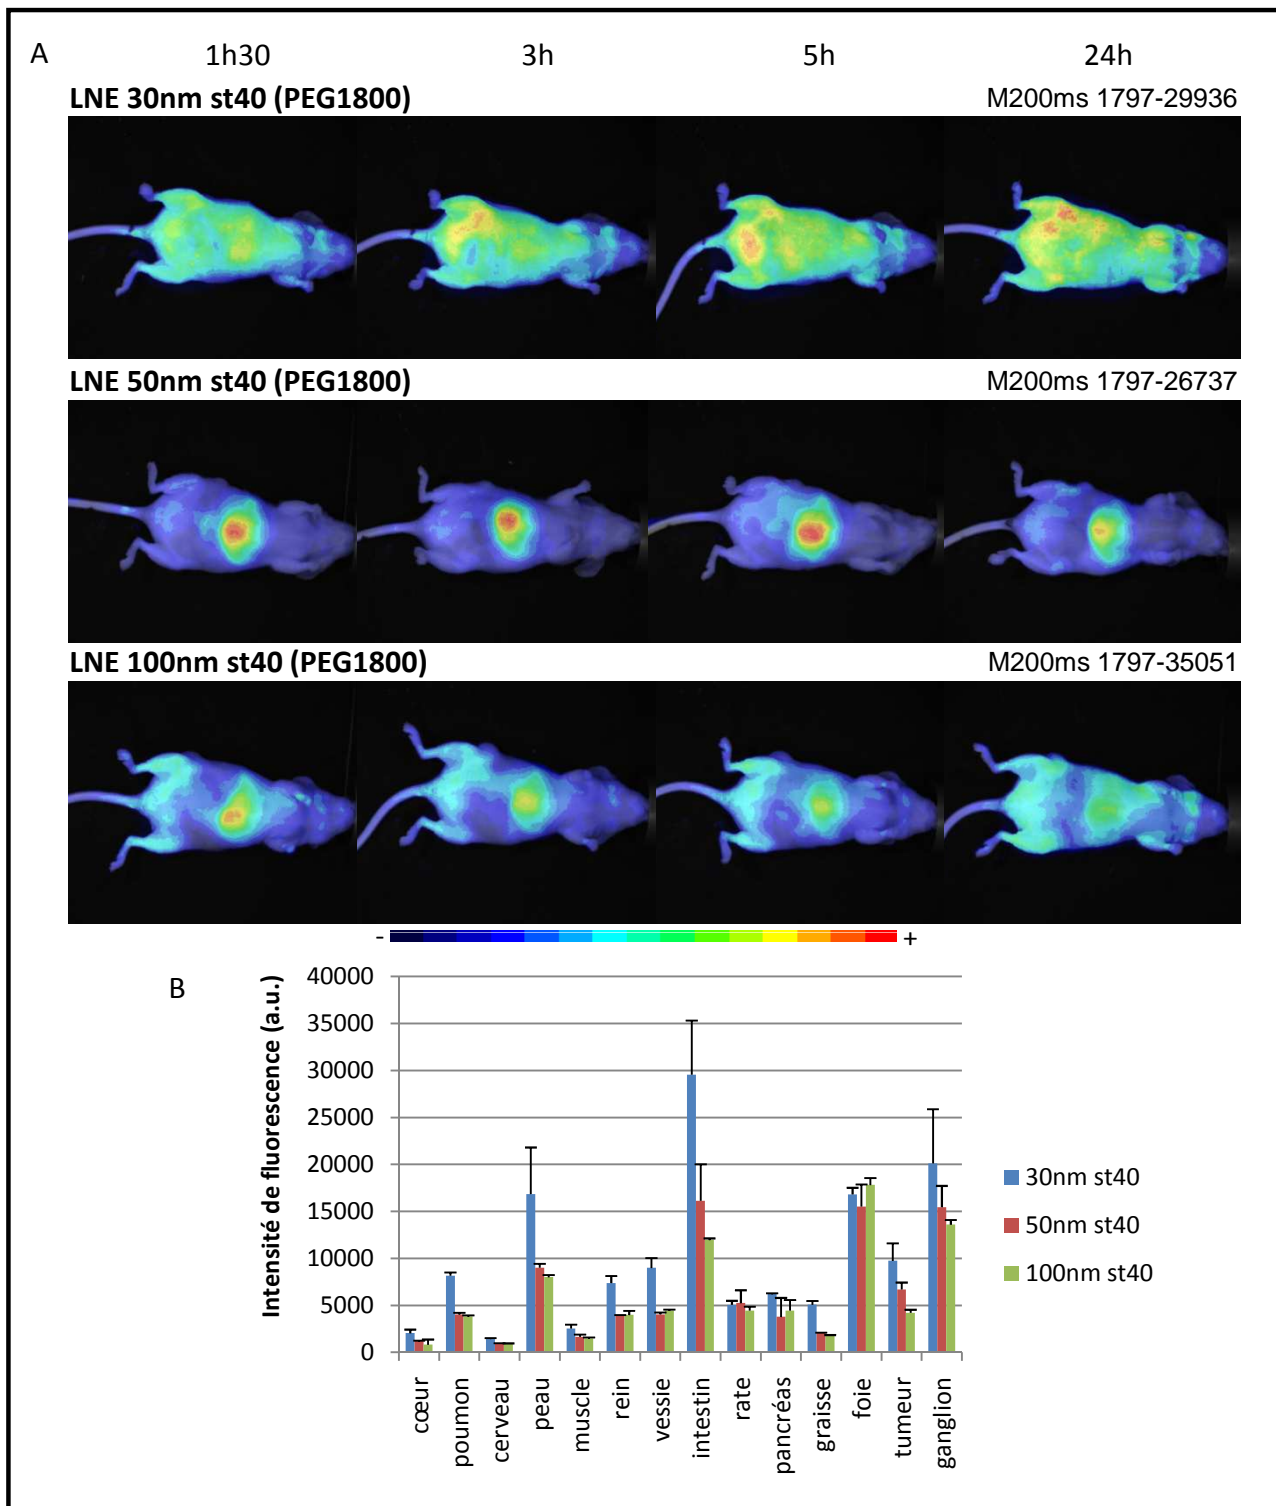 A
1h30 3h 5h 24h
LNE 30nm st40 (PEG1800) M200ms 1797-29936
LNE 50nm st40 (PEG1800) M200ms 1797-26737
LNE 100nm st40 (PEG1800) M200ms 1797-35051
- +
B
Intensité de fluorescence (a.u.)
40000
35000
30000
25000
20000
15000
10000
5000
0
cœur
poumon
cerveau
peau
muscle
rein
vessie
intestin
rate
pancréas
graisse
foie
tumeur
ganglion
30nm st40
50nm st40
100nm st40